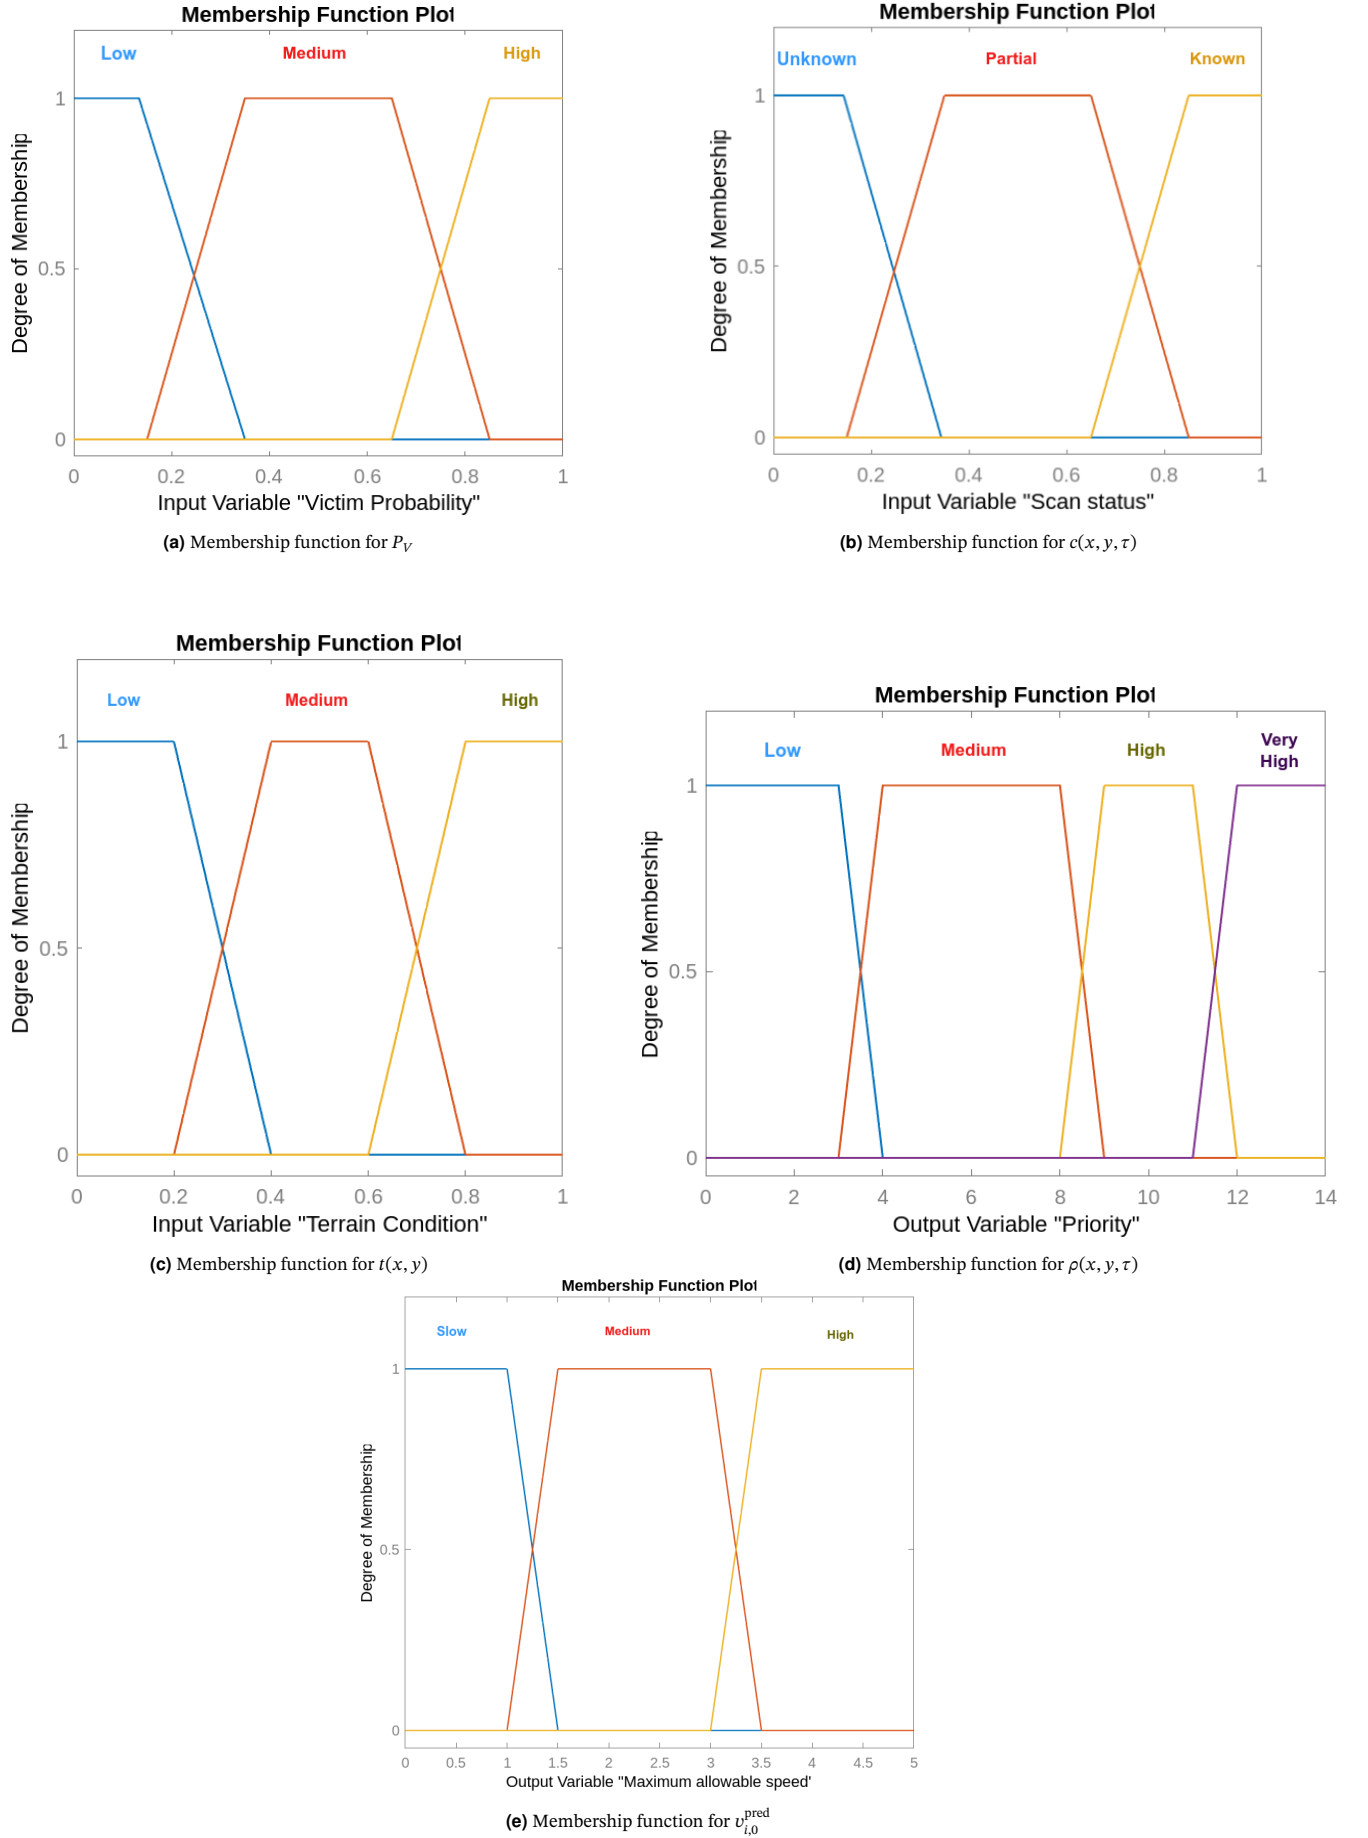 Membership Function Plot
Low Medium High
1
0.5
0
Degree of Membership
0 0.2 0.4 0.6 0.8 1
Input Variable "Victim Probability"
(a) Membership function for P_V
Membership Function Plot
Unknown Partial Known
1
0.5
0
Degree of Membership
0 0.2 0.4 0.6 0.8 1
Input Variable "Scan status"
(b) Membership function for c(x, y, τ)
Membership Function Plot
Low Medium High
1
0.5
0
Degree of Membership
0 0.2 0.4 0.6 0.8 1
Input Variable "Terrain Condition"
(c) Membership function for t(x, y)
Membership Function Plot
Low Medium High Very
High
1
0.5
0
Degree of Membership
0 2 4 6 8 10 12 14
Output Variable "Priority"
(d) Membership function for ρ(x, y, τ)
Membership Function Plot
Slow Medium High
1
0.5
0
Degree of Membership
0 0.5 1 1.5 2 2.5 3 3.5 4 4.5 5
Output Variable "Maximum allowable speed'
(e) Membership function for v_{i,0}^{pred}